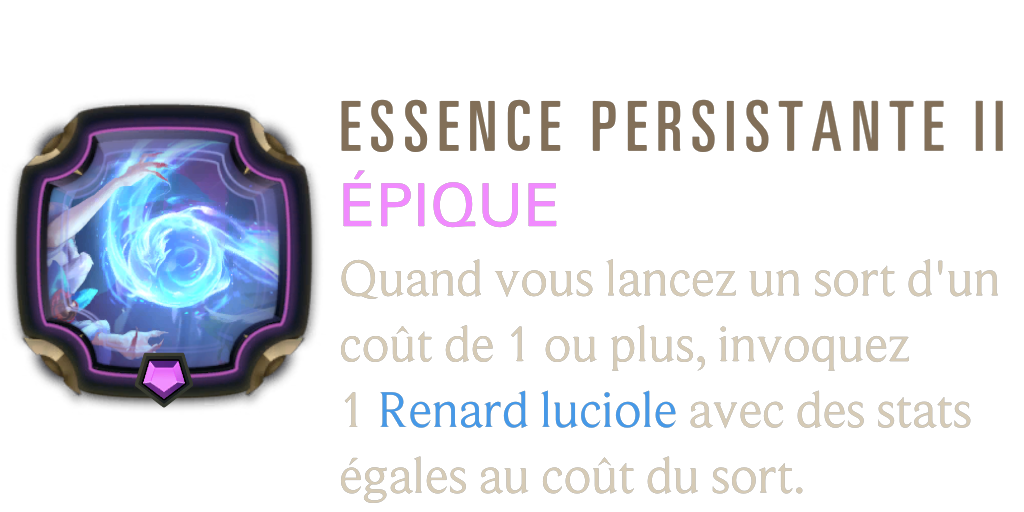 ESSENCE PERSISTANTE II
ÉPIQUE
Quand vous lancez un sort d'un
coût de 1 ou plus, invoquez
1 Renard luciole avec des stats
égales au coût du sort.